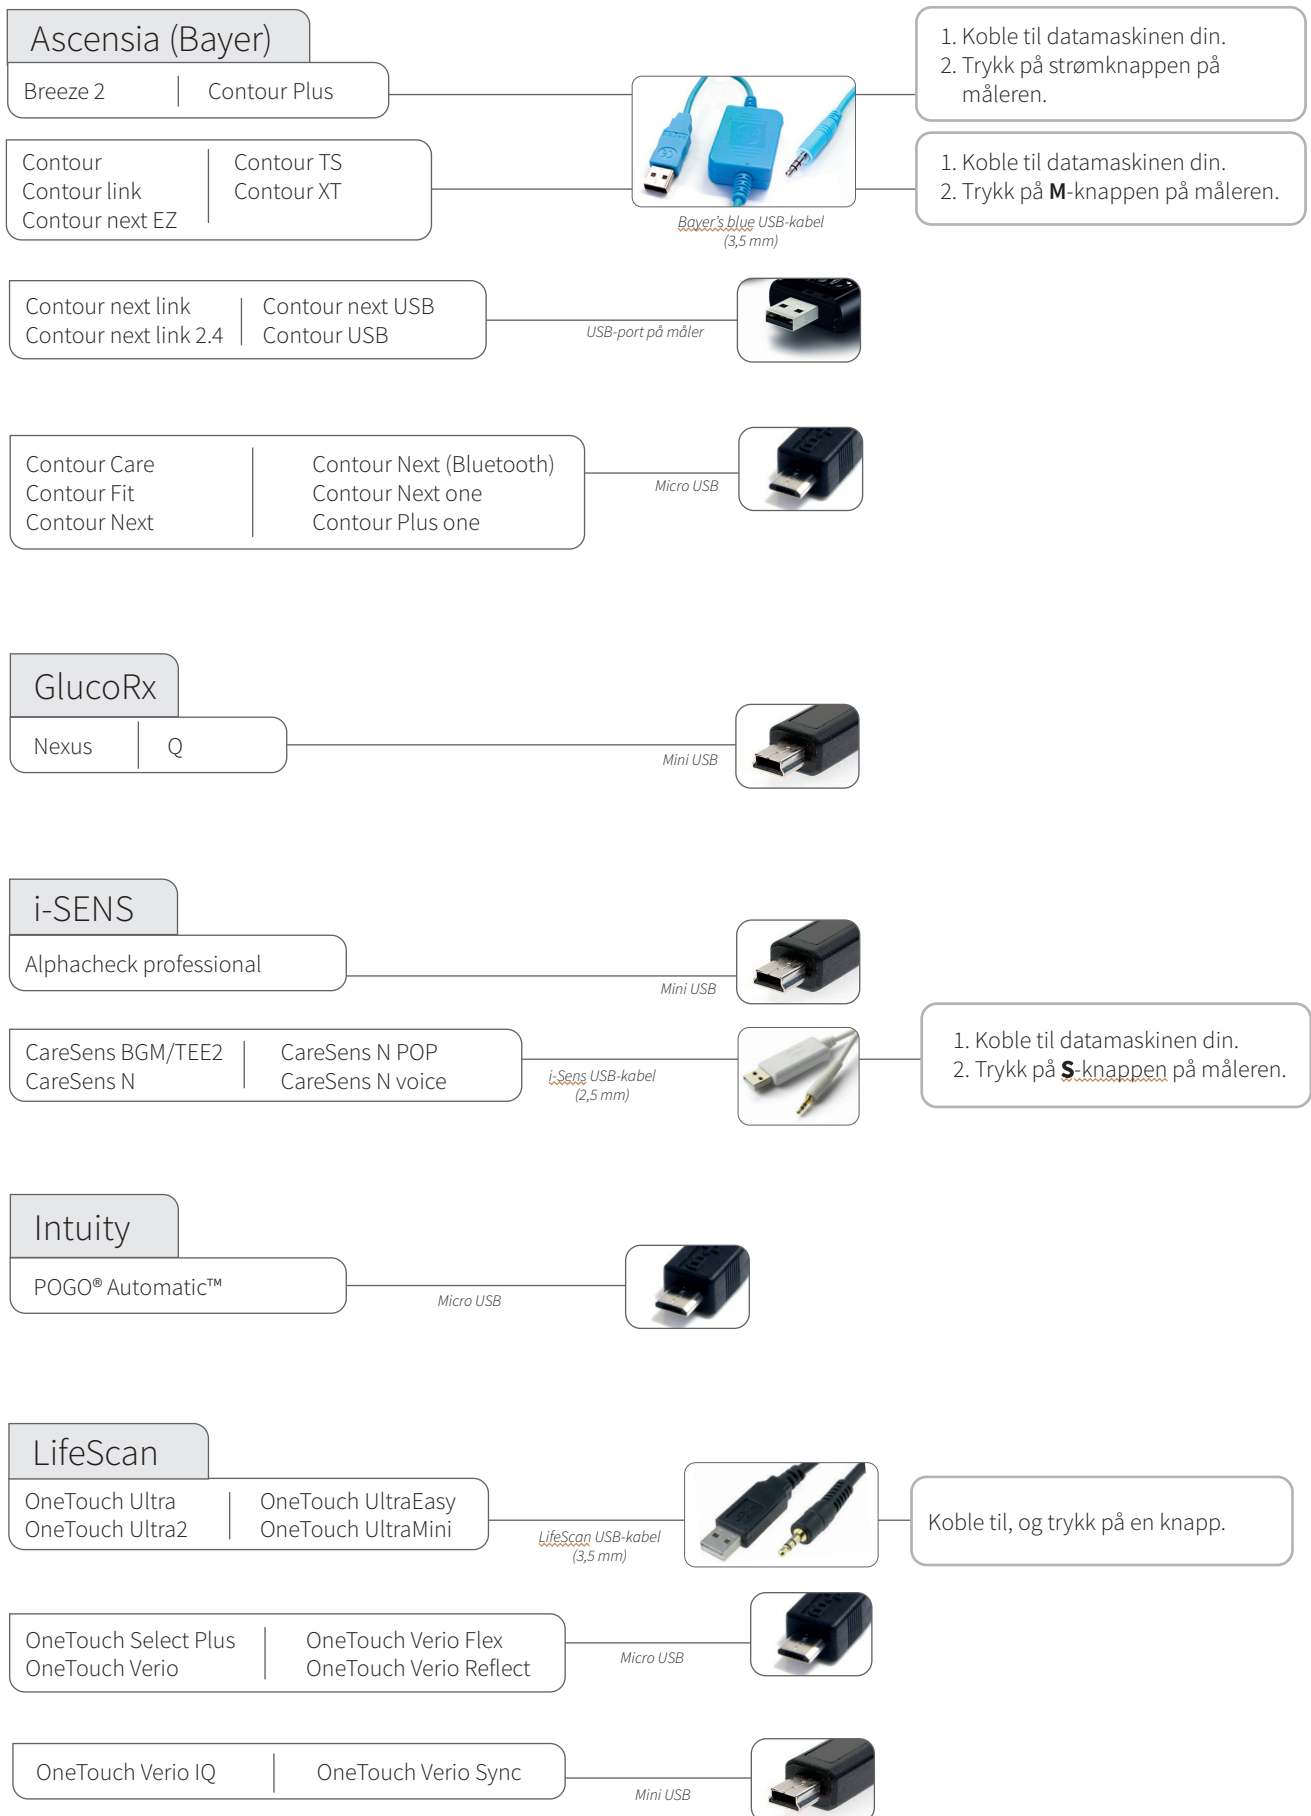 Ascensia (Bayer)
Breeze 2
Contour Plus
1. Koble til datamaskinen din.
2. Trykk på strømknappen på
måleren.
Contour
Contour link
Contour next EZ
Contour TS
Contour XT
Bayer's blue USB-kabel
(3,5 mm)
1. Koble til datamaskinen din.
2. Trykk på M-knappen på måleren.
Contour next link
Contour next link 2.4
Contour next USB
Contour USB
USB-port på måler
Contour Care
Contour Fit
Contour Next
Contour Next (Bluetooth)
Contour Next one
Contour Plus one
Micro USB
GlucoRx
Nexus
Q
Mini USB
i-SENS
Alphacheck professional
Mini USB
CareSens BGM/TEE2
CareSens N
CareSens N POP
CareSens N voice
i-Sens USB-kabel
(2,5 mm)
1. Koble til datamaskinen din.
2. Trykk på S-knappen på måleren.
Intuity
POGO® Automatic™
Micro USB
LifeScan
OneTouch Ultra
OneTouch Ultra2
OneTouch UltraEasy
OneTouch UltraMini
LifeScan USB-kabel
(3,5 mm)
Koble til, og trykk på en knapp.
OneTouch Select Plus
OneTouch Verio
OneTouch Verio Flex
OneTouch Verio Reflect
Micro USB
OneTouch Verio IQ
OneTouch Verio Sync
Mini USB